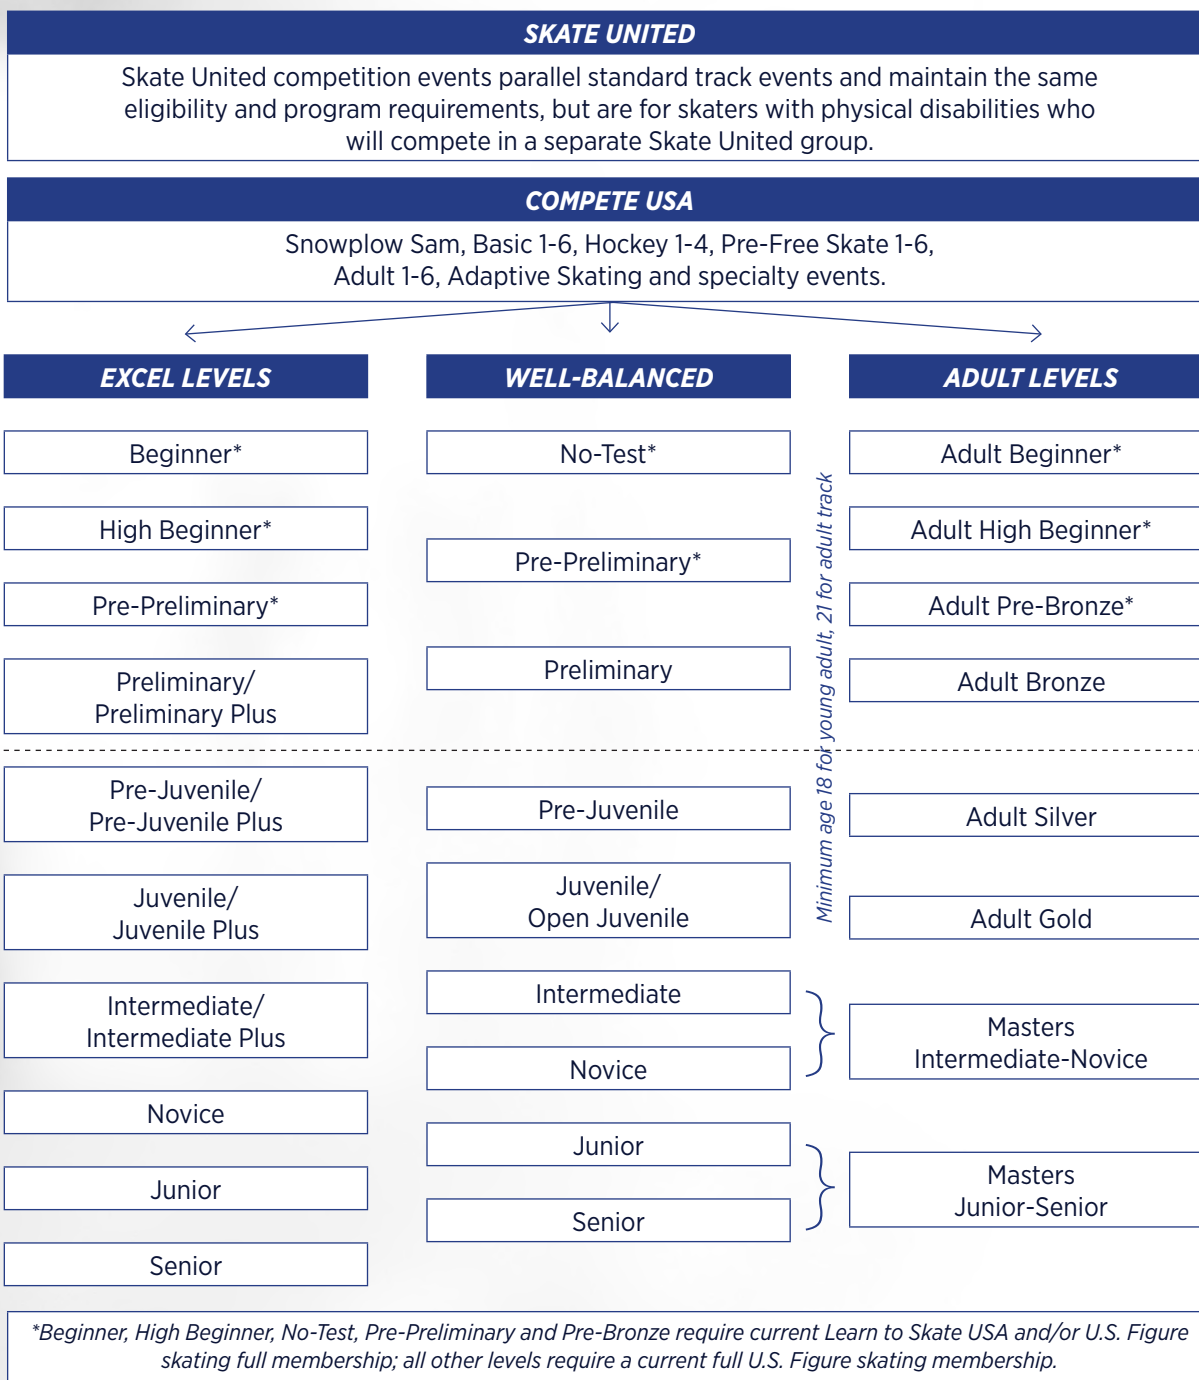 SKATE UNITED
Skate United competition events parallel standard track events and maintain the same
eligibility and program requirements, but are for skaters with physical disabilities who
will compete in a separate Skate United group.
COMPETE USA
Snowplow Sam, Basic 1-6, Hockey 1-4, Pre-Free Skate 1-6,
Adult 1-6, Adaptive Skating and specialty events.
EXCEL LEVELS
Beginner*
High Beginner*
Pre-Preliminary*
Preliminary/
Preliminary Plus
Pre-Juvenile/
Pre-Juvenile Plus
Juvenile/
Juvenile Plus
Intermediate/
Intermediate Plus
Novice
Junior
Senior
WELL-BALANCED
No-Test*
Pre-Preliminary*
Preliminary
Pre-Juvenile
Juvenile/
Open Juvenile
Intermediate
Novice
Junior
Senior
Minimum age 18 for young adult, 21 for adult track
ADULT LEVELS
Adult Beginner*
Adult High Beginner*
Adult Pre-Bronze*
Adult Bronze
Adult Silver
Adult Gold
Masters
Intermediate-Novice
Masters
Junior-Senior
*Beginner, High Beginner, No-Test, Pre-Preliminary and Pre-Bronze require current Learn to Skate USA and/or U.S. Figure
skating full membership; all other levels require a current full U.S. Figure skating membership.